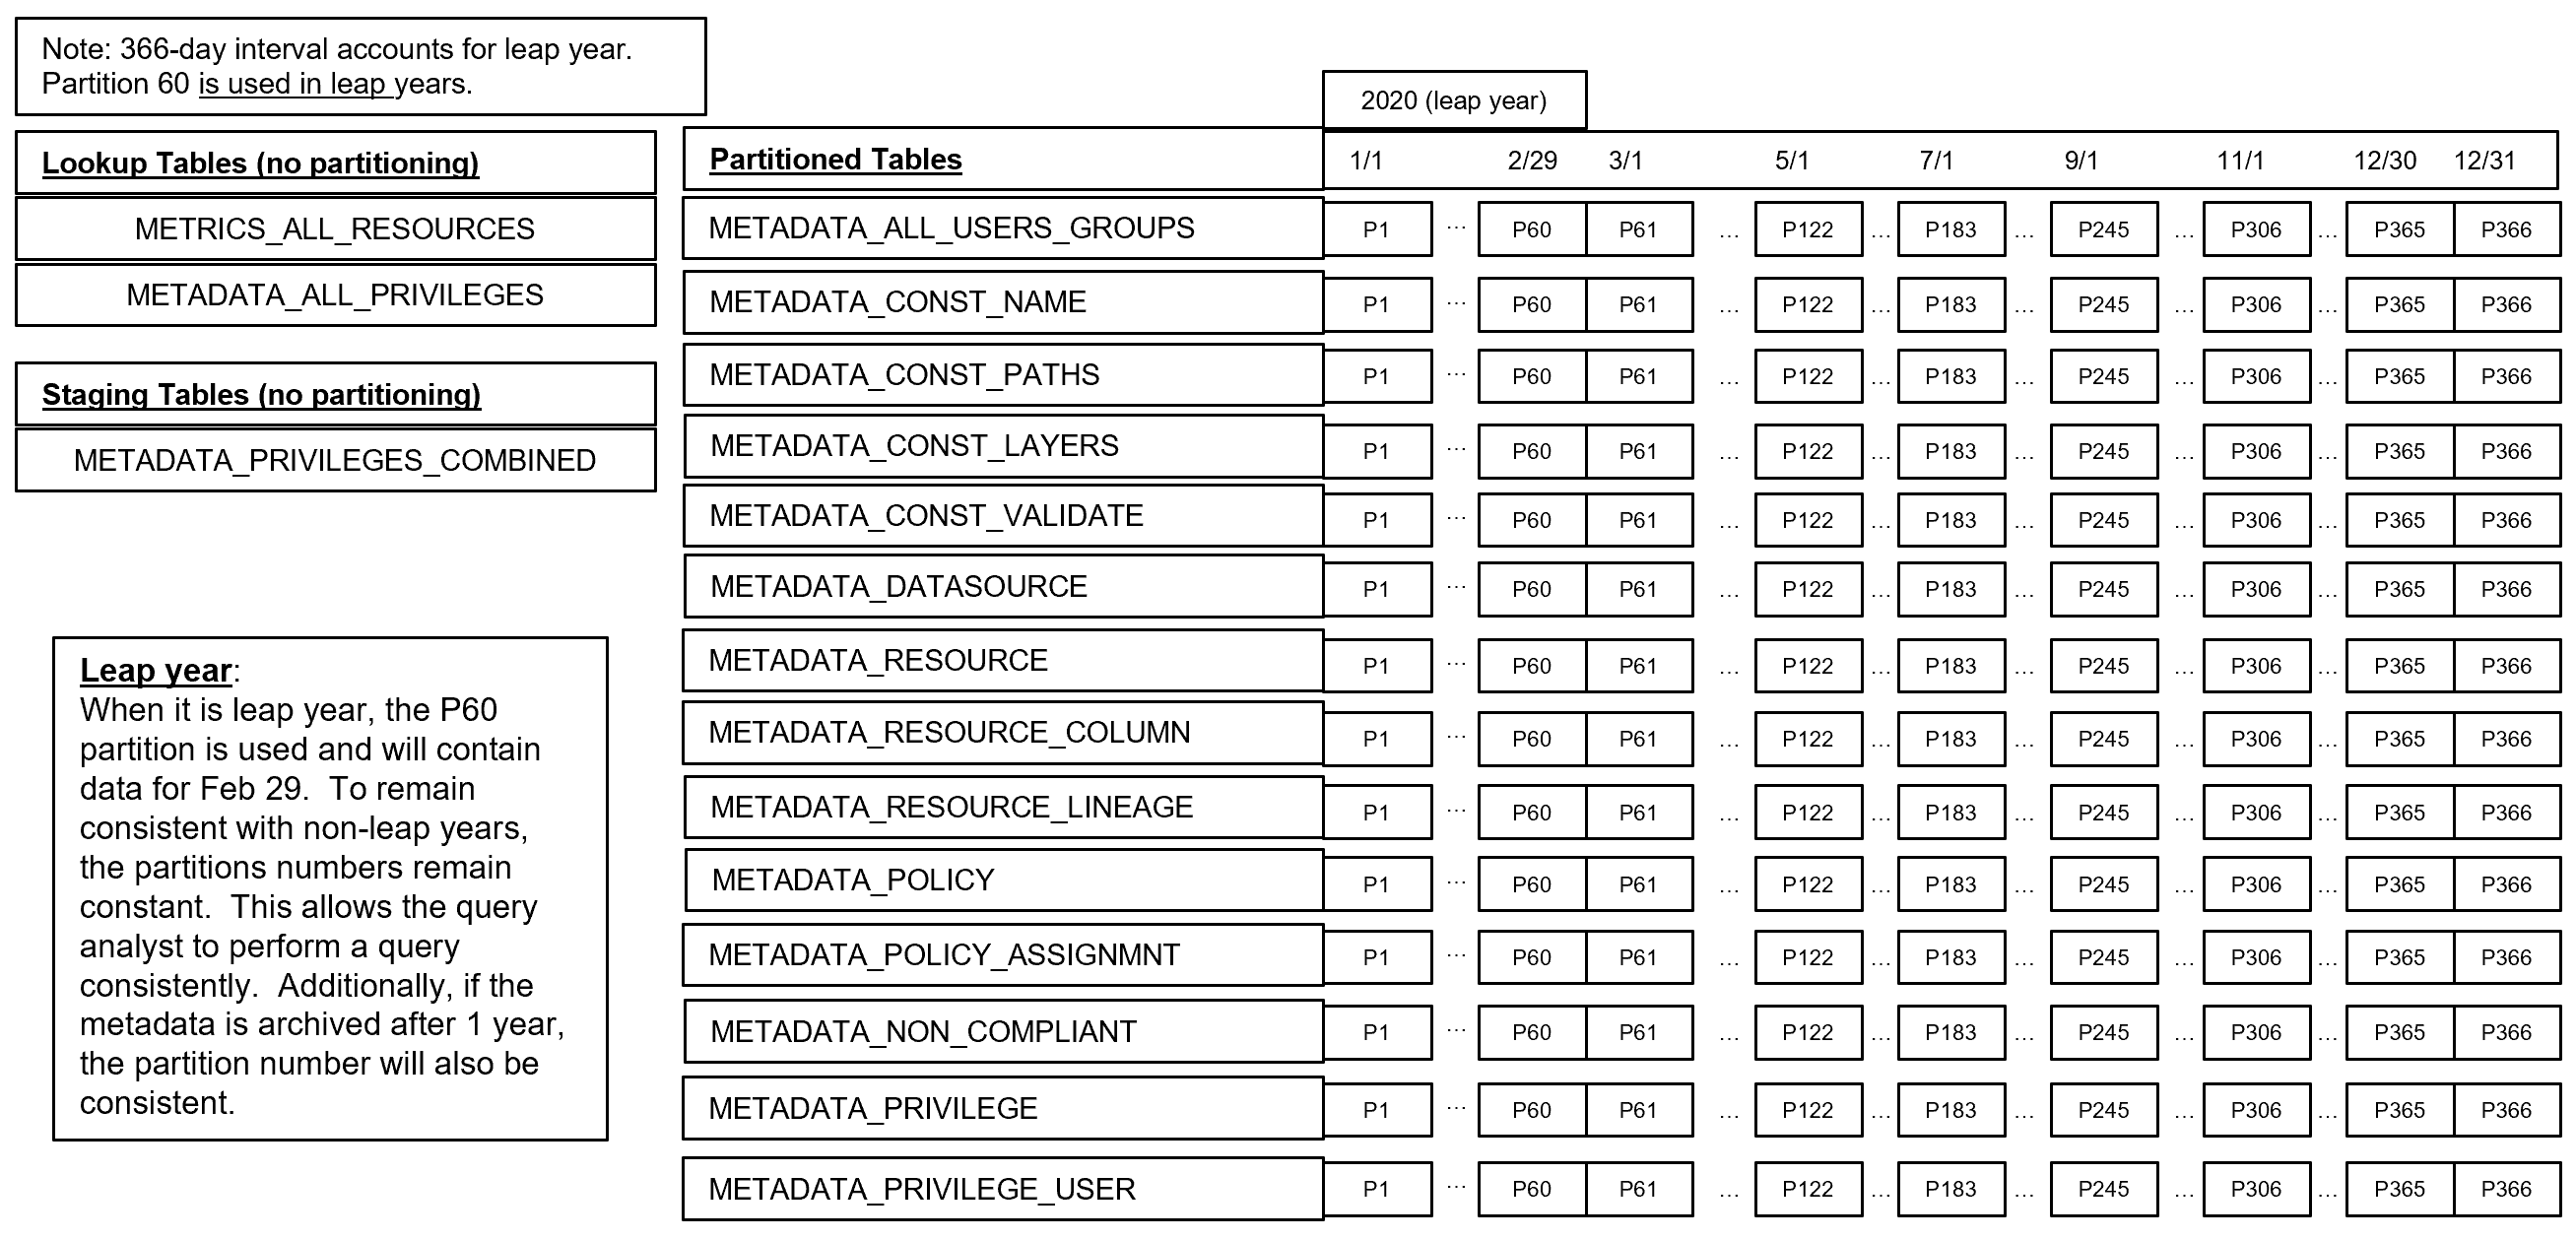 Note: 366-day interval accounts for leap year.
Partition 60 is used in leap years.
Lookup Tables (no partitioning)
METRICS_ALL_RESOURCES
METADATA_ALL_PRIVILEGES
Staging Tables (no partitioning)
METADATA_PRIVILEGES_COMBINED
Leap year:
When it is leap year, the P60
partition is used and will contain
data for Feb 29.  To remain
consistent with non-leap years,
the partitions numbers remain
constant.  This allows the query
analyst to perform a query
consistently.  Additionally, if the
metadata is archived after 1 year,
the partition number will also be
consistent.
2020 (leap year)
Partitioned Tables 1/1 2/29 3/1 5/1 7/1 9/1 11/1 12/30 12/31
METADATA_ALL_USERS_GROUPS P1 ... P60 P61 ... P122 ... P183 ... P245 ... P306 ... P365 P366
METADATA_CONST_NAME P1 ... P60 P61 ... P122 ... P183 ... P245 ... P306 ... P365 P366
METADATA_CONST_PATHS P1 ... P60 P61 ... P122 ... P183 ... P245 ... P306 ... P365 P366
METADATA_CONST_LAYERS P1 ... P60 P61 ... P122 ... P183 ... P245 ... P306 ... P365 P366
METADATA_CONST_VALIDATE P1 ... P60 P61 ... P122 ... P183 ... P245 ... P306 ... P365 P366
METADATA_DATASOURCE P1 ... P60 P61 ... P122 ... P183 ... P245 ... P306 ... P365 P366
METADATA_RESOURCE P1 ... P60 P61 ... P122 ... P183 ... P245 ... P306 ... P365 P366
METADATA_RESOURCE_COLUMN P1 ... P60 P61 ... P122 ... P183 ... P245 ... P306 ... P365 P366
METADATA_RESOURCE_LINEAGE P1 ... P60 P61 ... P122 ... P183 ... P245 ... P306 ... P365 P366
METADATA_POLICY P1 ... P60 P61 ... P122 ... P183 ... P245 ... P306 ... P365 P366
METADATA_POLICY_ASSIGNMNT P1 ... P60 P61 ... P122 ... P183 ... P245 ... P306 ... P365 P366
METADATA_NON_COMPLIANT P1 ... P60 P61 ... P122 ... P183 ... P245 ... P306 ... P365 P366
METADATA_PRIVILEGE P1 ... P60 P61 ... P122 ... P183 ... P245 ... P306 ... P365 P366
METADATA_PRIVILEGE_USER P1 ... P60 P61 ... P122 ... P183 ... P245 ... P306 ... P365 P366